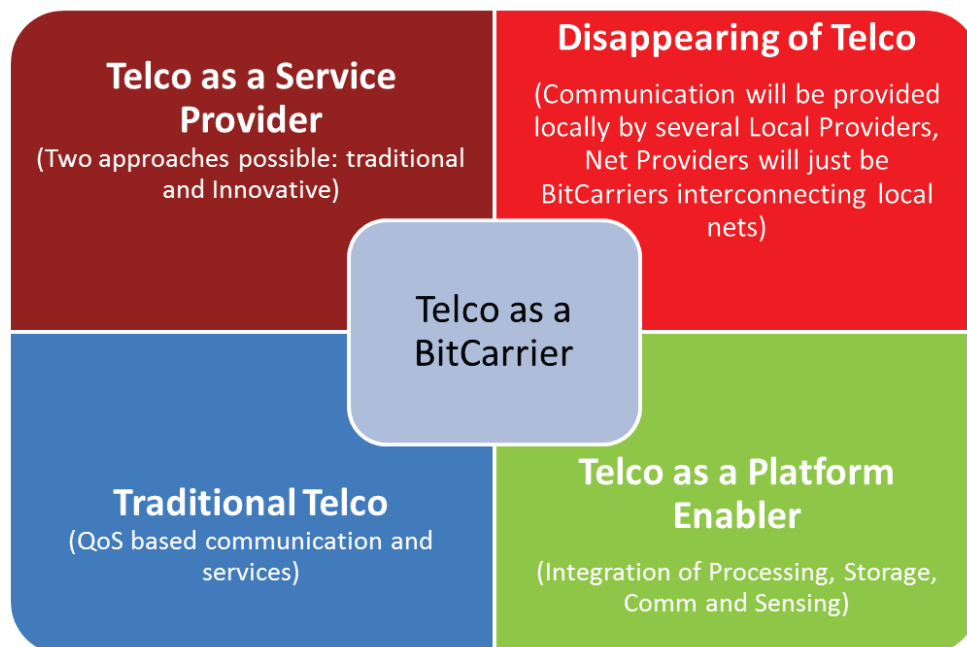 Telco as a Service
Provider
(Two approaches possible: traditional
and Innovative)
Disappearing of Telco
(Communication will be provided
locally by several Local Providers,
Net Providers will just be
BitCarriers interconnecting local
nets)
Telco as a
BitCarrier
Traditional Telco
(QoS based communication and
services)
Telco as a Platform
Enabler
(Integration of Processing, Storage,
Comm and Sensing)